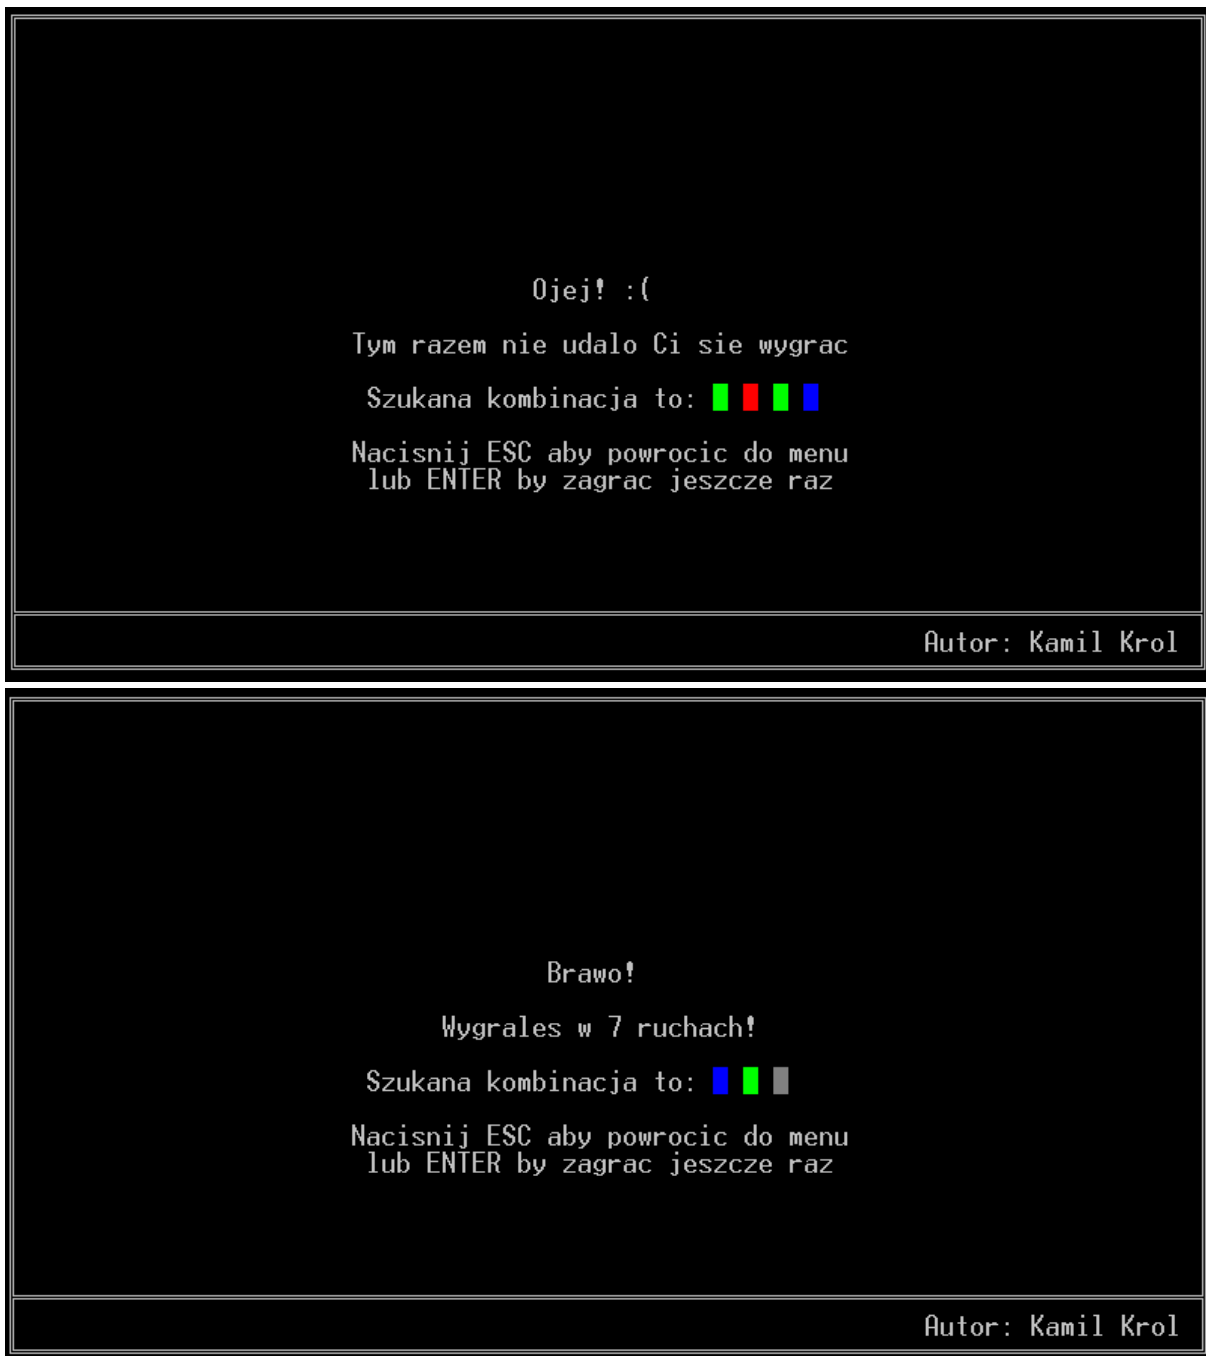 Ojej! :(
Tym razem nie udalo Ci sie wygrac
Szukana kombinacja to:
Nacisnij ESC aby powrocic do menu
lub ENTER by zagrac jeszcze raz
Autor: Kamil Krol
Brawo!
Wygrales w 7 ruchach!
Szukana kombinacja to:
Nacisnij ESC aby powrocic do menu
lub ENTER by zagrac jeszcze raz
Autor: Kamil Krol